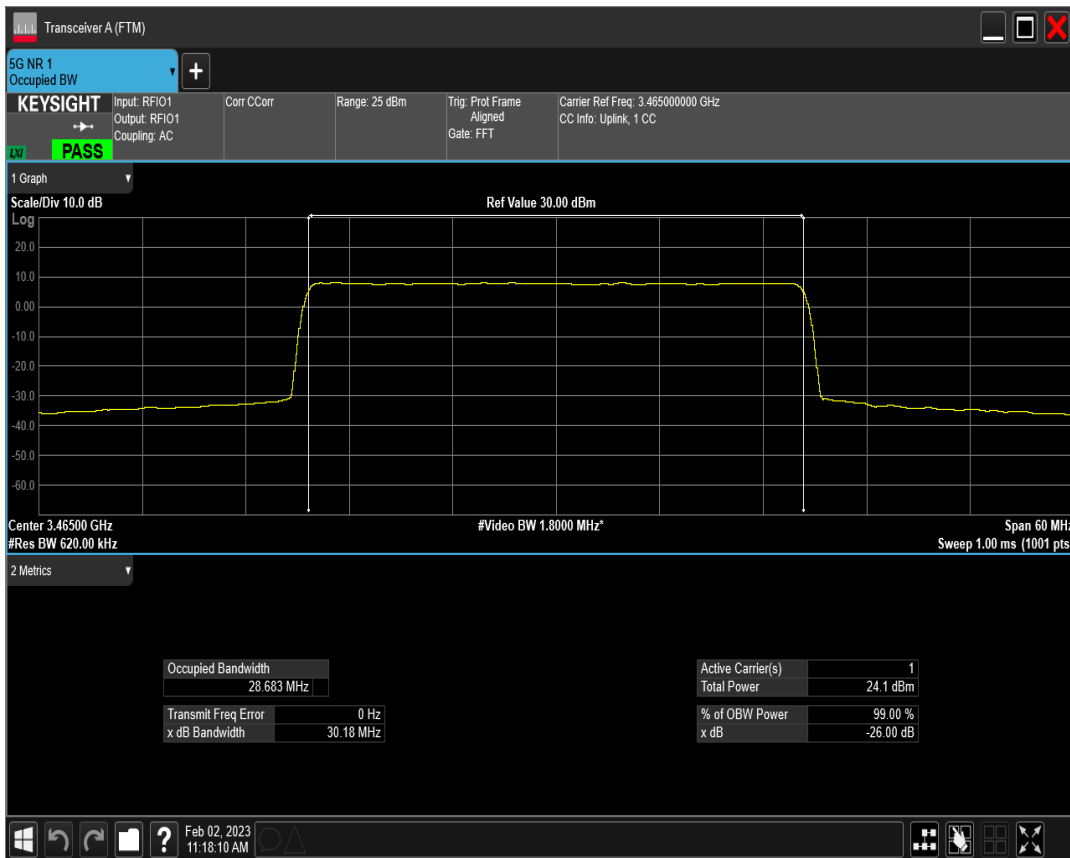 Transceiver A (FTM)
5G NR 1
Occupied BW
+
KEYSIGHT
LXI
PASS
Input: RFIO1
Output: RFIO1
Coupling: AC
Corr CCorr
Range: 25 dBm
Trig: Prot Frame
Aligned
Gate: FFT
Carrier Ref Freq: 3.465000000 GHz
CC Info: Uplink, 1 CC
1 Graph
Scale/Div 10.0 dB
Ref Value 30.00 dBm
Log
20.0
10.0
0.00
-10.0
-20.0
-30.0
-40.0
-50.0
-60.0
Center 3.46500 GHz
#Video BW 1.8000 MHz*
Span 60 MHz
#Res BW 620.00 kHz
Sweep 1.00 ms (1001 pts
2 Metrics
Occupied Bandwidth
28.683 MHz
Transmit Freq Error 0 Hz
x dB Bandwidth 30.18 MHz
Active Carrier(s) 1
Total Power 24.1 dBm
% of OBW Power 99.00 %
x dB -26.00 dB
?
Feb 02, 2023
11:18:10 AM